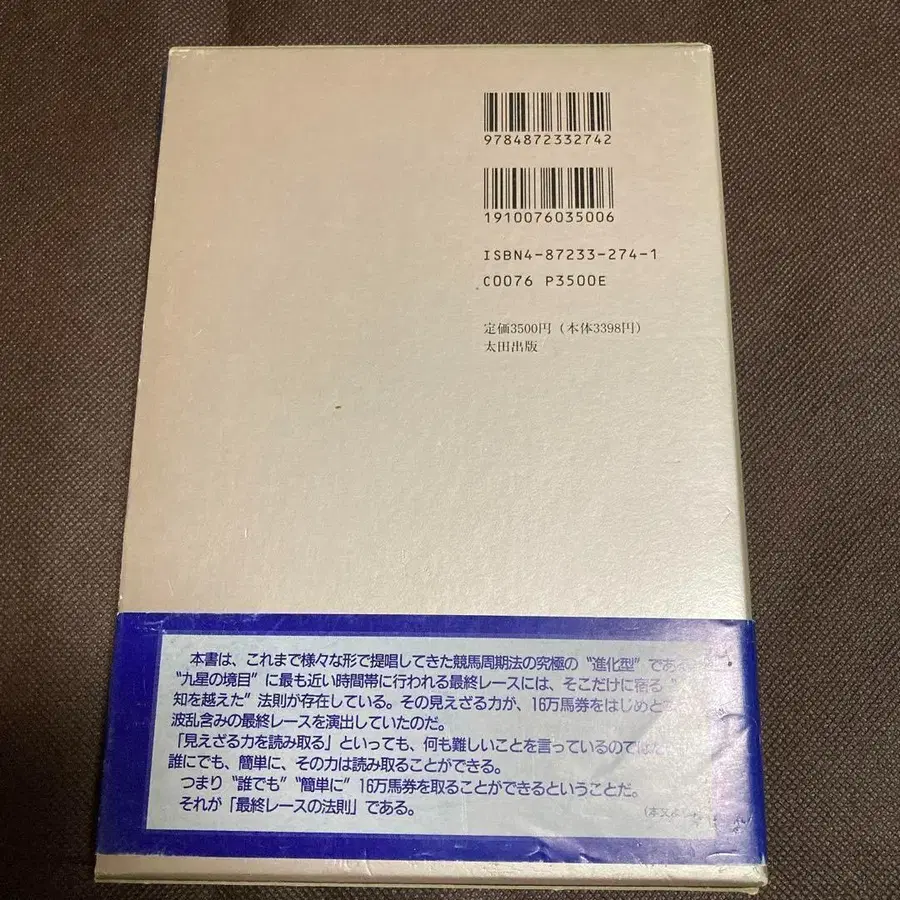 9784872332742
1910076035006
ISBN4-87233-274-1
C0076 P3500E
定価3500円（本体3398円）
太田出版
本書は、これまで様々な形で提唱してきた競馬周期法の究極の“進化型”であ
“九星の境目”に最も近い時間帯に行われる最終レースには、そこだけに宿る
知を越えた”法則が存在している。その見えざる力が、16万馬券をはじめと
波乱含みの最終レースを演出していたのだ。
「見えざる力を読み取る」といっても、何も難しいことを言っているのでは
誰にでも、簡単に、その力は読み取ることができる。
つまり“誰でも”“簡単に”16万馬券を取ることができるということだ。
それが「最終レースの法則」である。
（本文より